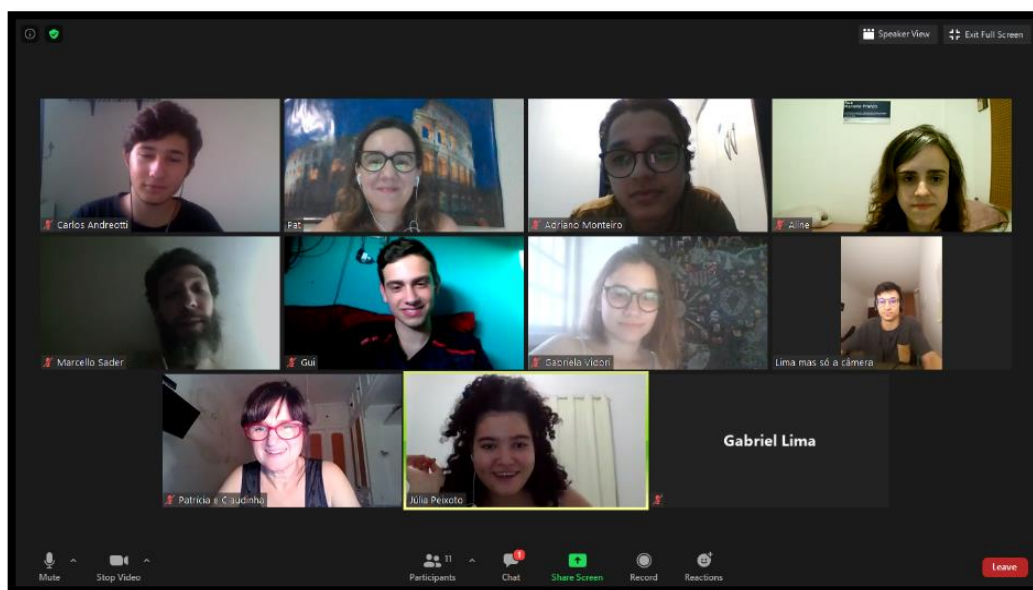 Speaker View
Exit Full Screen
Carlos Andreotti
Pat
Adriano Monteiro
Aline
Marcello Sader
Gui
Gabriela Vidori
Lima mas só a câmera
Patrícia e Claudinha
Júlia Peixoto
Gabriel Lima
Mute
Stop Video
11
Participants
1
Chat
Share Screen
Record
Reactions
Leave